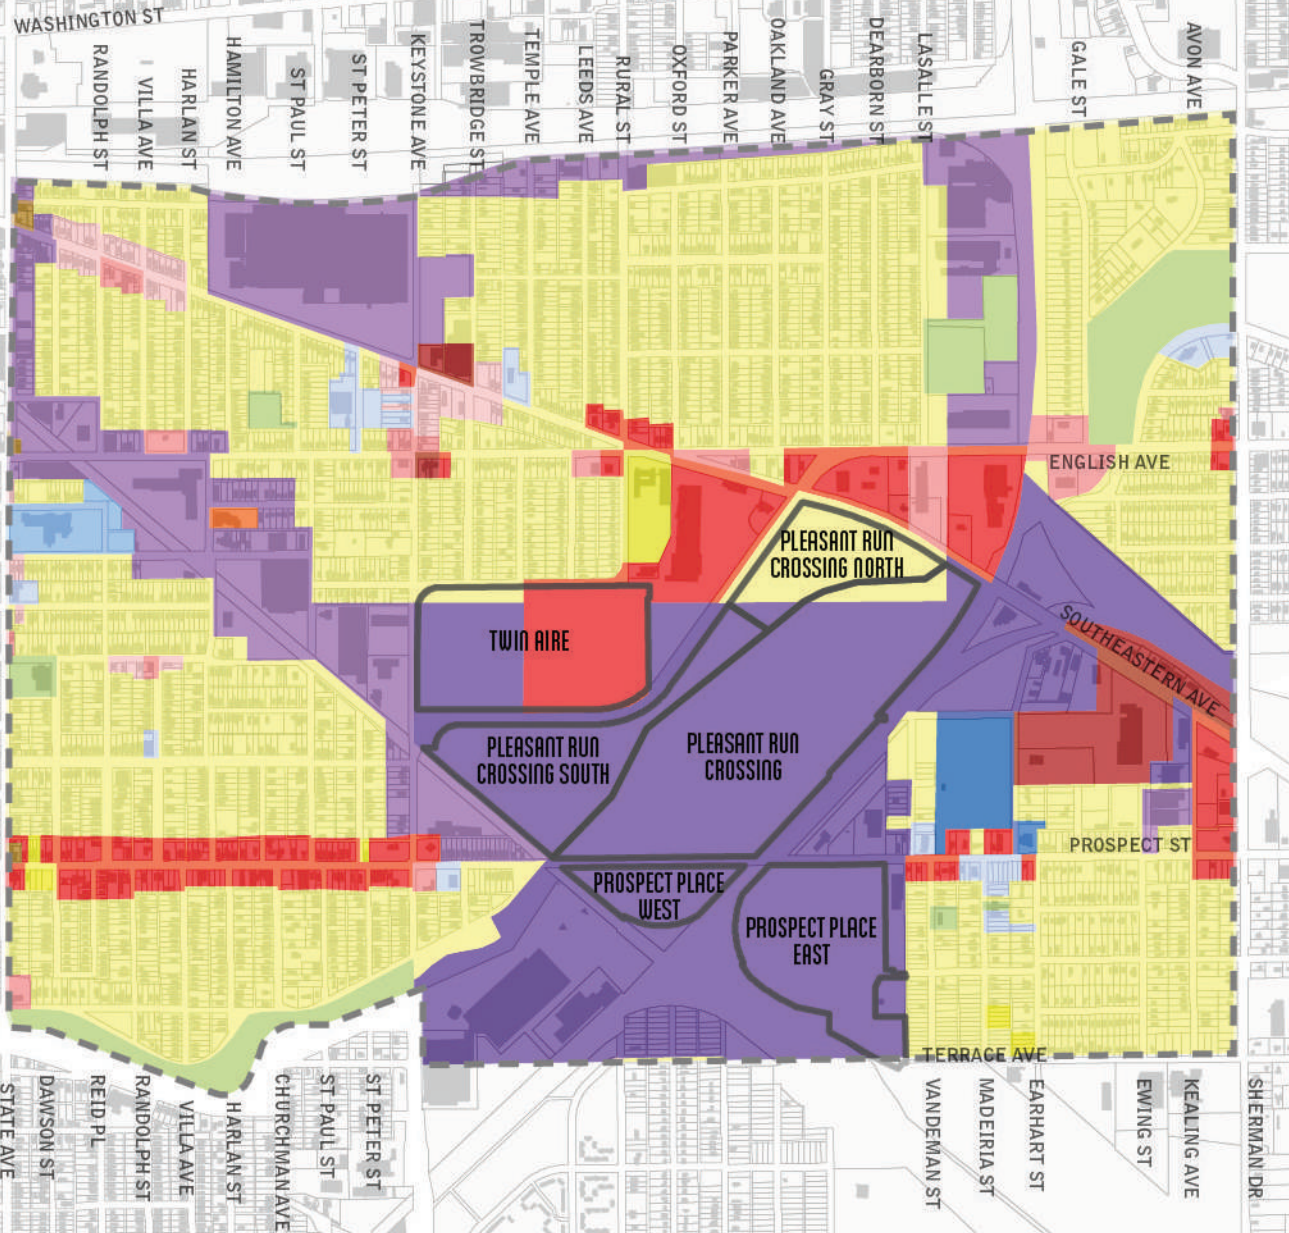 WASHINGTON ST
RANDOLPH ST
VILLA AVE
HARLAN ST
HAMILTON AVE
ST PAUL ST
ST PETER ST
KEYSTONE AVE
TROWBRIDGE ST
TEMPLE AVE
LEEDS AVE
RURAL ST
OXFORD ST
PARKER AVE
OAKLAND AVE
GRAY ST
DEARBORN ST
LASALLE ST
GALE ST
AVON AVE
ENGLISH AVE
PLEASANT RUN
CROSSING NORTH
TWIN AIRE
SOUTHEASTERN AVE
PLEASANT RUN
CROSSING SOUTH
PLEASANT RUN
CROSSING
PROSPECT ST
PROSPECT PLACE
WEST
PROSPECT PLACE
EAST
TERRACE AVE
STATE AVE
DAWSON ST
REID PL
RANDOLPH ST
VILLA AVE
HARLAN ST
CHURCHMAN AVE
ST PAUL ST
ST PETER ST
VANDEMAN ST
MADEIRIA ST
EARHART ST
EWING ST
KEALING AVE
SHERMAN DR